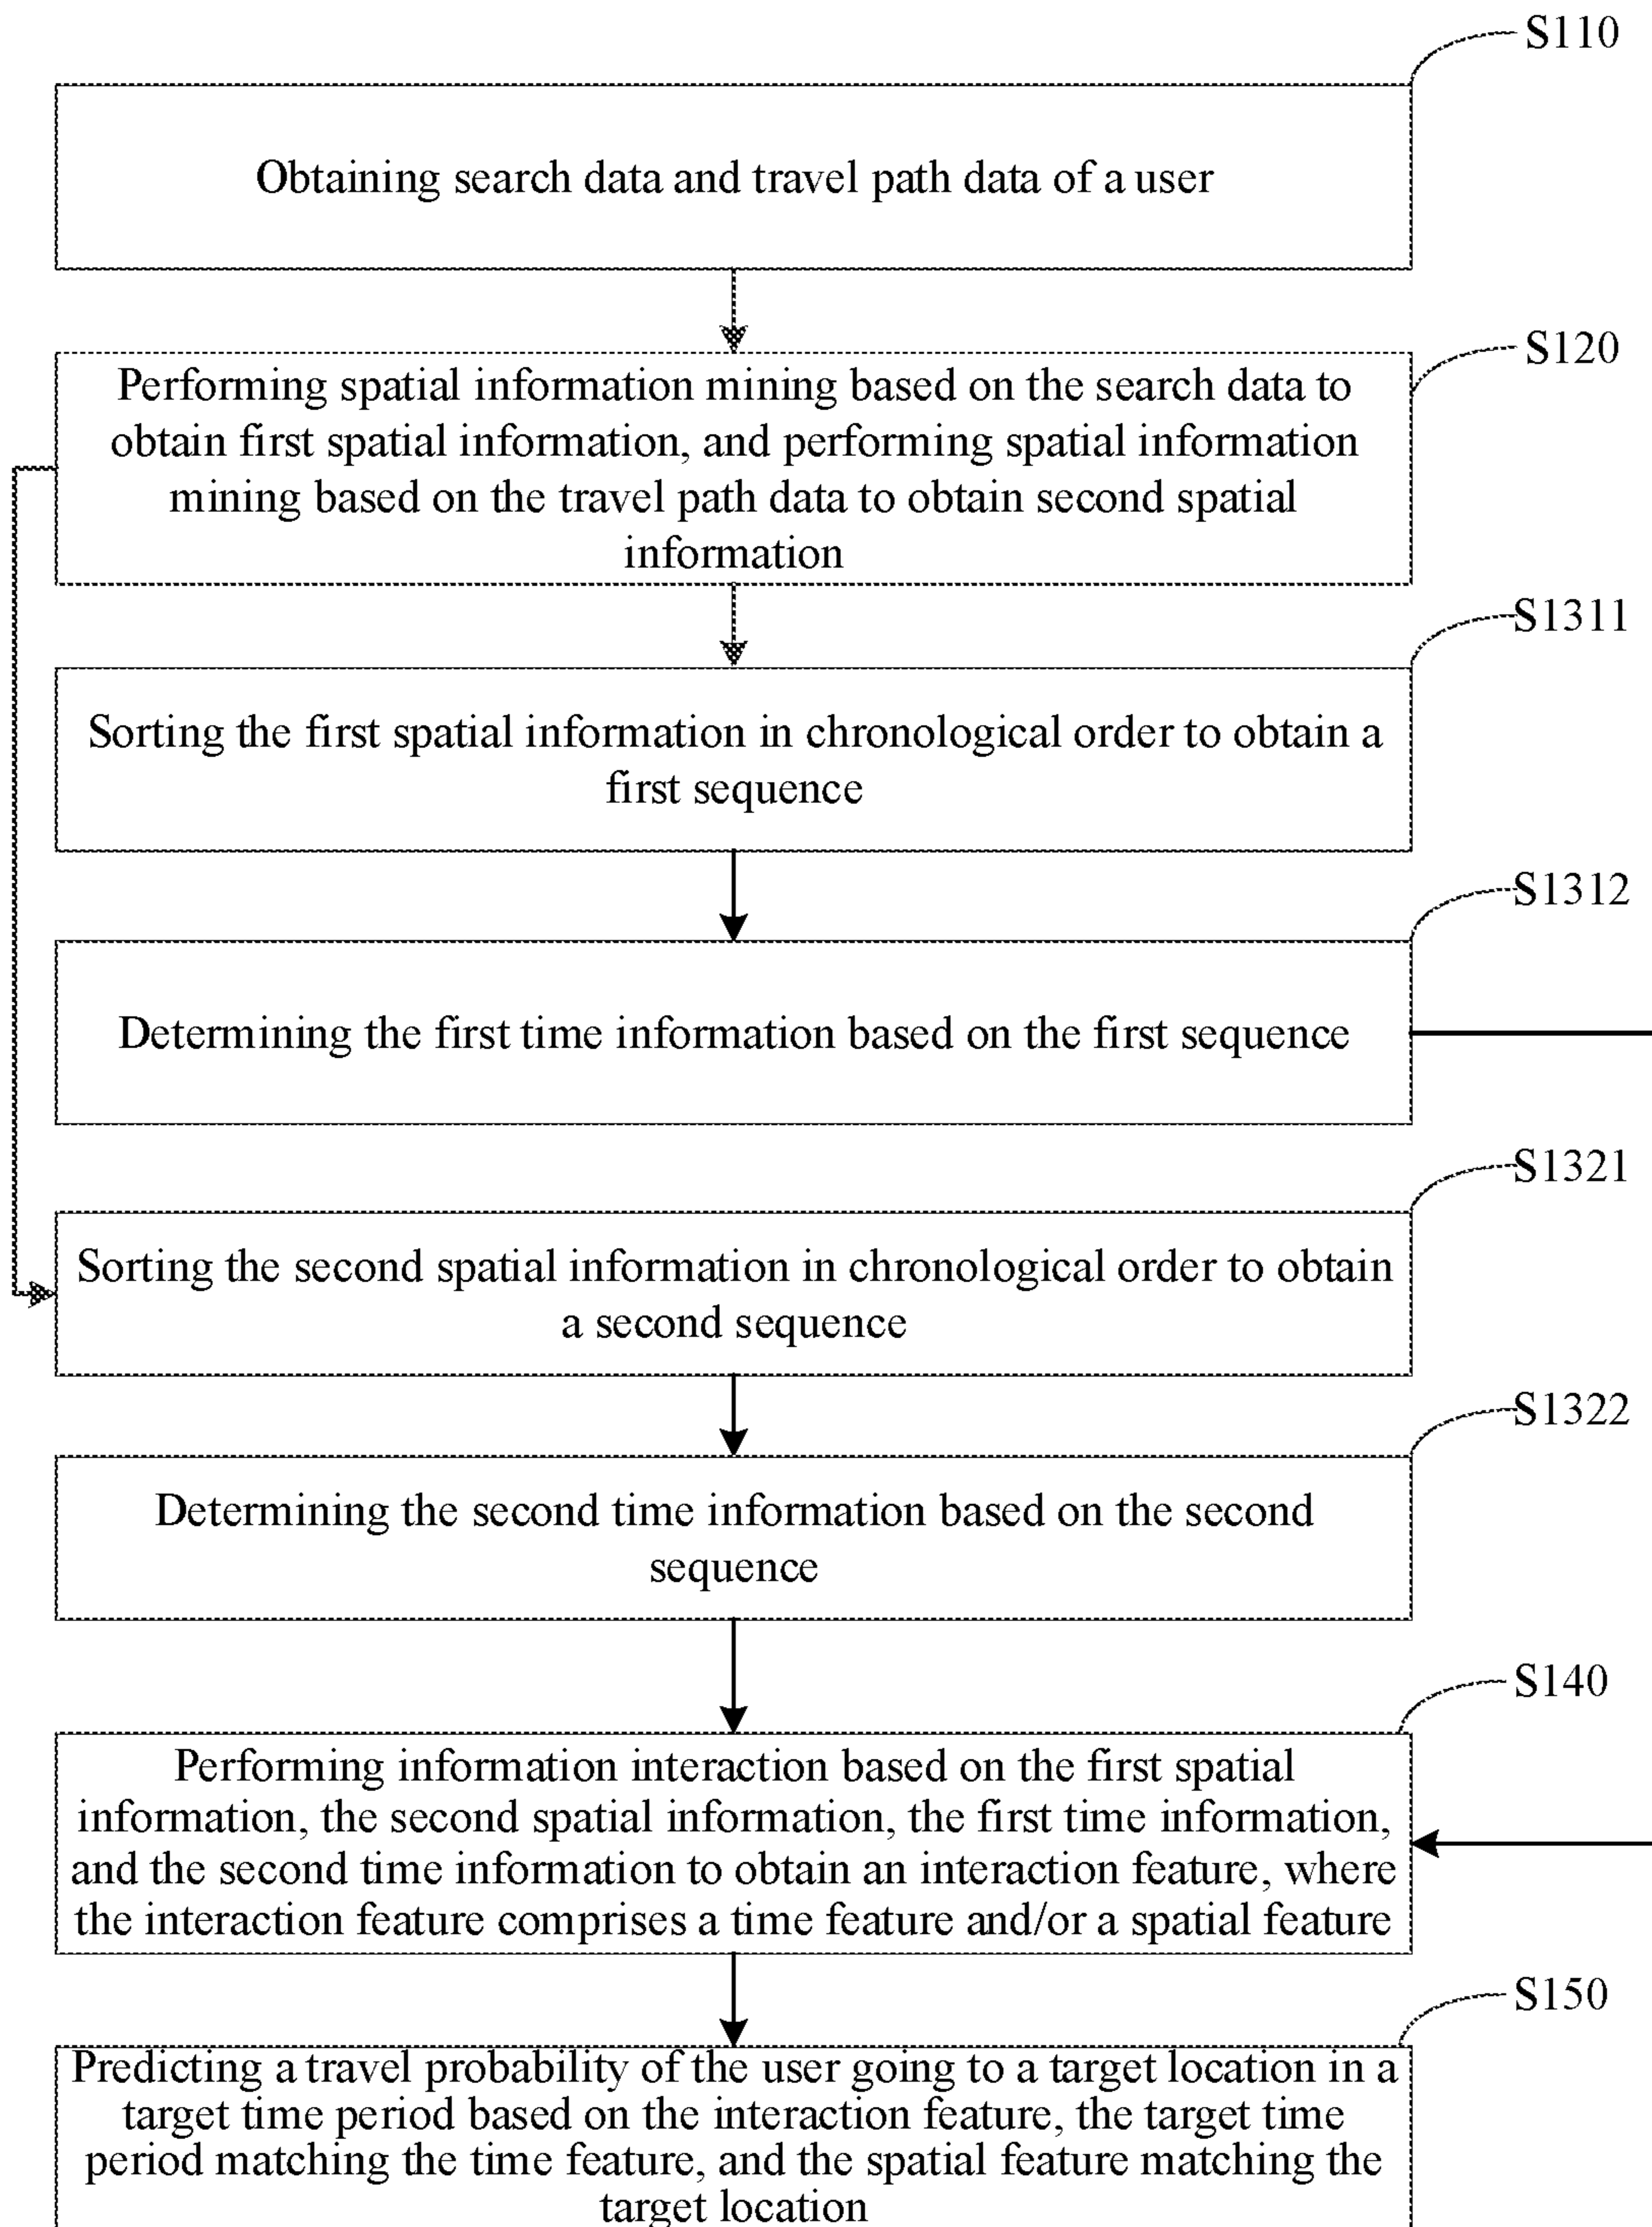 S110
Obtaining search data and travel path data of a user
S120
Performing spatial information mining based on the search data to
obtain first spatial information, and performing spatial information
mining based on the travel path data to obtain second spatial
information
S1311
Sorting the first spatial information in chronological order to obtain a
first sequence
S1312
Determining the first time information based on the first sequence
S1321
Sorting the second spatial information in chronological order to obtain
a second sequence
S1322
Determining the second time information based on the second
sequence
S140
Performing information interaction based on the first spatial
information, the second spatial information, the first time information,
and the second time information to obtain an interaction feature, where
the interaction feature comprises a time feature and/or a spatial feature
S150
Predicting a travel probability of the user going to a target location in a
target time period based on the interaction feature, the target time
period matching the time feature, and the spatial feature matching the
target location